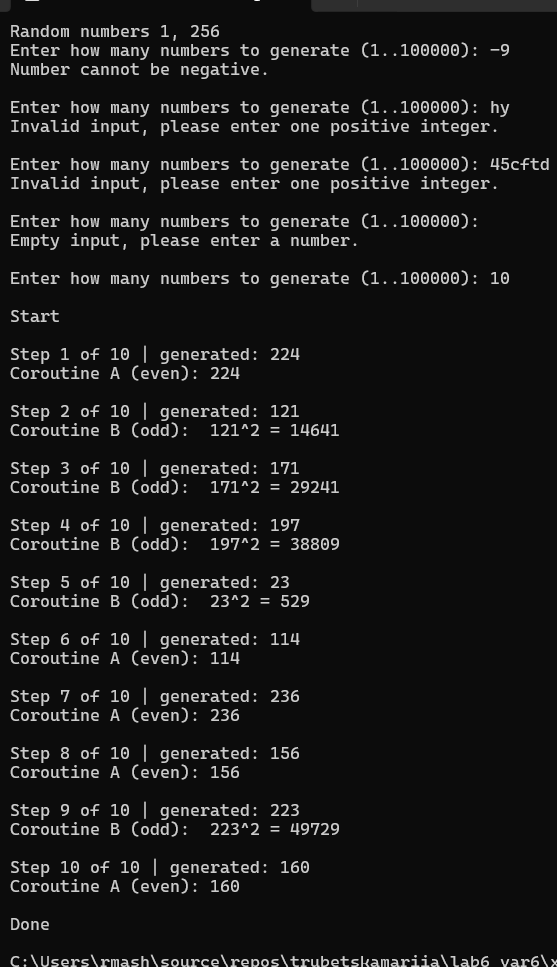 Random numbers 1, 256
Enter how many numbers to generate (1..100000): -9
Number cannot be negative.
Enter how many numbers to generate (1..100000): hy
Invalid input, please enter one positive integer.
Enter how many numbers to generate (1..100000): 45cftd
Invalid input, please enter one positive integer.
Enter how many numbers to generate (1..100000):
Empty input, please enter a number.
Enter how many numbers to generate (1..100000): 10
Start
Step 1 of 10 | generated: 224
Coroutine A (even): 224
Step 2 of 10 | generated: 121
Coroutine B (odd):  121^2 = 14641
Step 3 of 10 | generated: 171
Coroutine B (odd):  171^2 = 29241
Step 4 of 10 | generated: 197
Coroutine B (odd):  197^2 = 38809
Step 5 of 10 | generated: 23
Coroutine B (odd):  23^2 = 529
Step 6 of 10 | generated: 114
Coroutine A (even): 114
Step 7 of 10 | generated: 236
Coroutine A (even): 236
Step 8 of 10 | generated: 156
Coroutine A (even): 156
Step 9 of 10 | generated: 223
Coroutine B (odd):  223^2 = 49729
Step 10 of 10 | generated: 160
Coroutine A (even): 160
Done
C:\Users\rmash\source\repos\trubetskamariia\lab6_var6\x